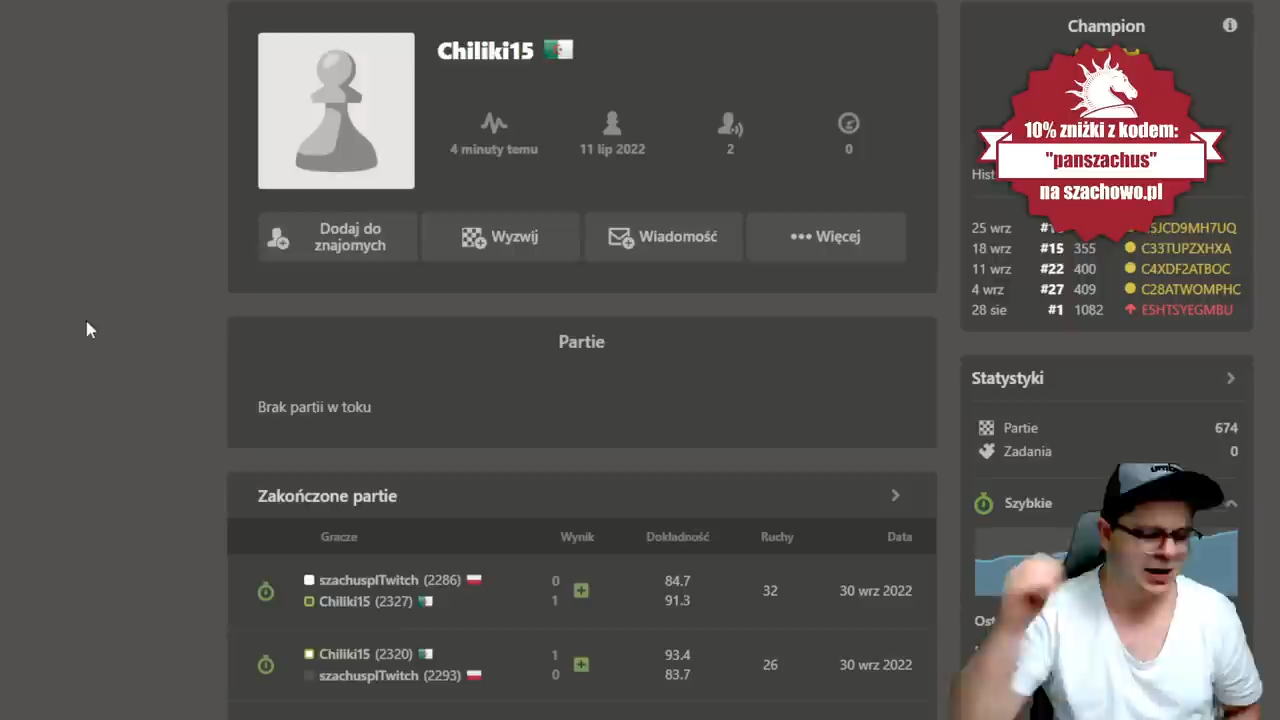 Chiliki15
4 minuty temu
11 lip 2022
2
0
Dodaj do
znajomych
Wyzwij
Wiadomość
Więcej
Partie
Brak partii w toku
Zakończone partie
Gracze Wynik Dokładność Ruchy Data
szachusplTwitch (2286) 0 84.7
Chiliki15 (2327) 1 91.3
32 30 wrz 2022
Chiliki15 (2320) 1 93.4
szachusplTwitch (2293) 0 83.7
26 30 wrz 2022
Champion
10% zniżki z kodem:
"panszachus"
na szachowo.pl
Hist
25 wrz 5JCD9MH7UQ
18 wrz #15 355 C33TUPZXHXA
11 wrz #22 400 C4XDF2ATBOC
4 wrz #27 409 C28ATWOMPHC
28 sie #1 1082 E5HTSYEGMBU
Statystyki
Partie 674
Zadania 0
Szybkie
Ost